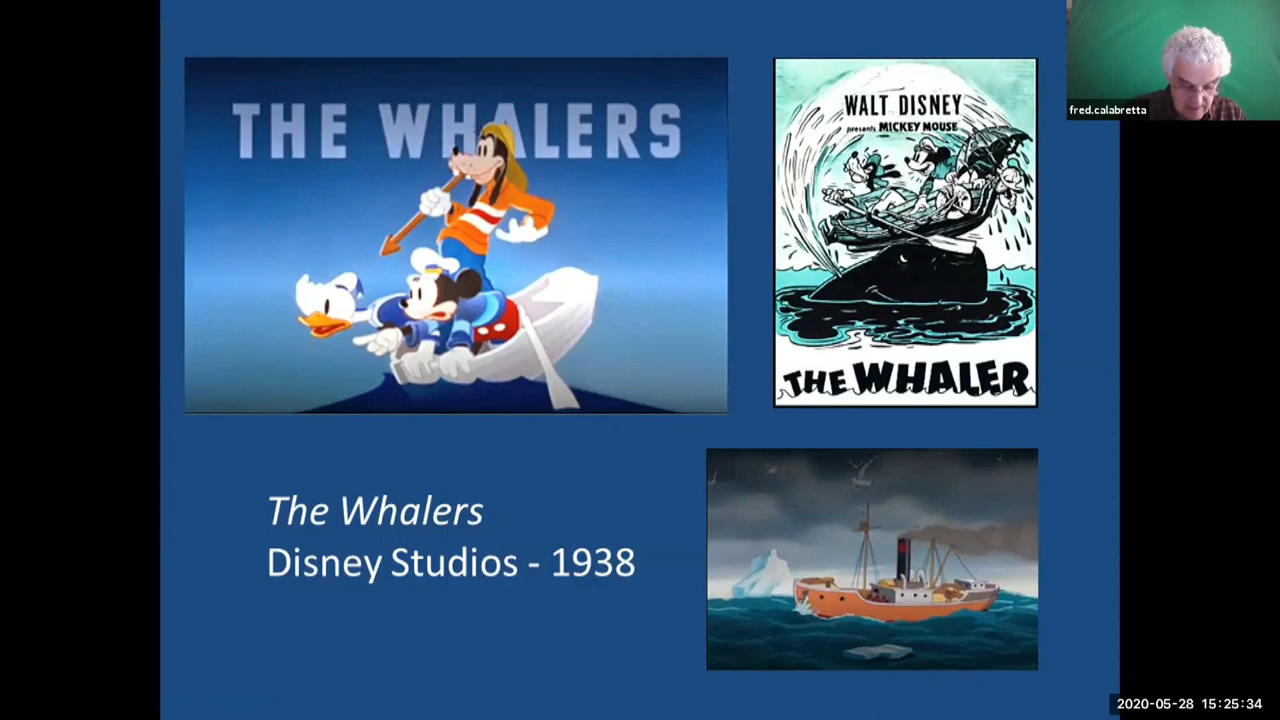 THE WHALERS
WALT DISNEY
presents MICKEY MOUSE
THE WHALER
fred.calabretta
The Whalers
Disney Studios - 1938
2020-05-28 15:25:34